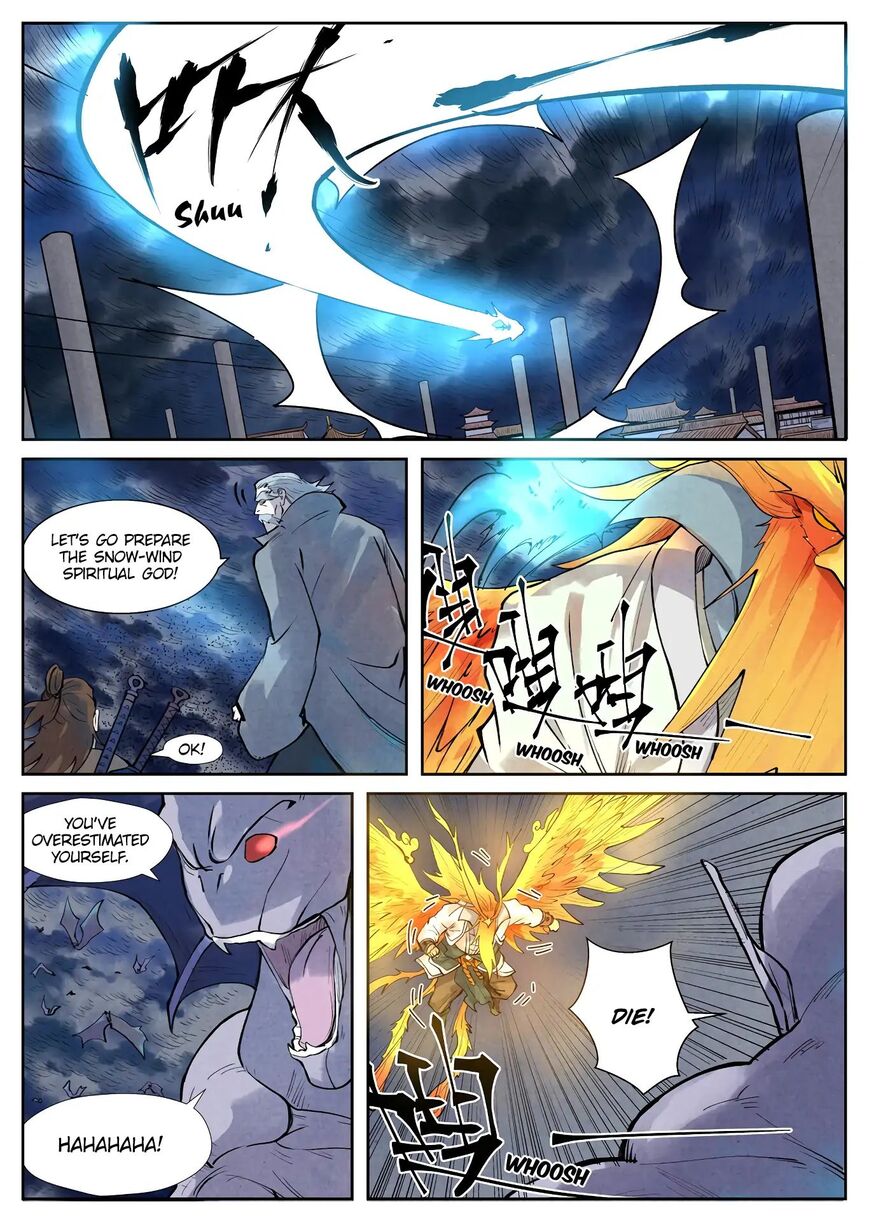 Shuu
LET'S GO PREPARE
THE SNOW-WIND
SPIRITUAL GOD!
OK!
WHOOSH
WHOOSH
WHOOSH
YOU'VE
OVERESTIMATED
YOURSELF.
HAHAHAHA!
DIE!
WHOOSH